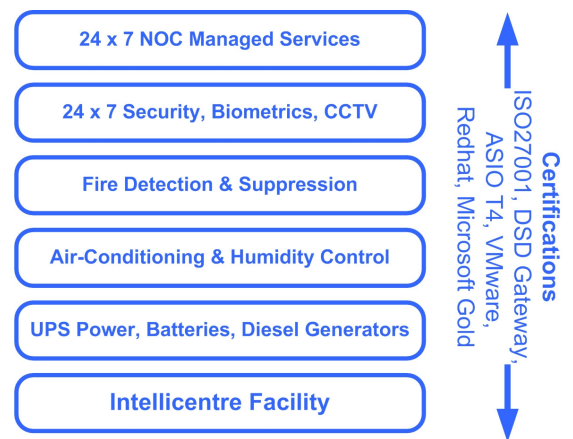 24 x 7 NOC Managed Services
24 x 7 Security, Biometrics, CCTV
Fire Detection & Suppression
Air-Conditioning & Humidity Control
UPS Power, Batteries, Diesel Generators
Intellicentre Facility
Certifications
ISO27001, DSD Gateway,
ASIO T4, VMware,
Redhat, Microsoft Gold